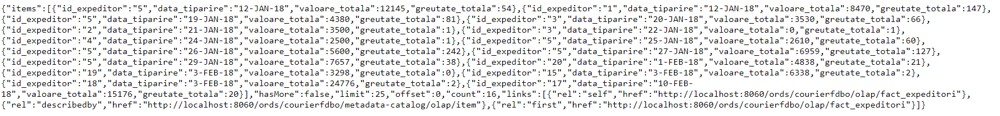 {"items":[{"id_expeditor":"5","data_tiparire":"12-JAN-18","valoare_totala":12145,"greutate_totala":54},{"id_expeditor":"1","data_tiparire":"12-JAN-18","valoare_totala":8470,"greutate_totala":147},
{"id_expeditor":"5","data_tiparire":"19-JAN-18","valoare_totala":4380,"greutate_totala":81},{"id_expeditor":"3","data_tiparire":"20-JAN-18","valoare_totala":3530,"greutate_totala":66},
{"id_expeditor":"2","data_tiparire":"21-JAN-18","valoare_totala":3500,"greutate_totala":1},{"id_expeditor":"3","data_tiparire":"22-JAN-18","valoare_totala":0,"greutate_totala":1},
{"id_expeditor":"4","data_tiparire":"24-JAN-18","valoare_totala":2500,"greutate_totala":1},{"id_expeditor":"5","data_tiparire":"25-JAN-18","valoare_totala":2610,"greutate_totala":60},
{"id_expeditor":"5","data_tiparire":"26-JAN-18","valoare_totala":5600,"greutate_totala":242},{"id_expeditor":"5","data_tiparire":"27-JAN-18","valoare_totala":6959,"greutate_totala":127},
{"id_expeditor":"5","data_tiparire":"29-JAN-18","valoare_totala":7657,"greutate_totala":38},{"id_expeditor":"20","data_tiparire":"1-FEB-18","valoare_totala":4838,"greutate_totala":21},
{"id_expeditor":"19","data_tiparire":"3-FEB-18","valoare_totala":3298,"greutate_totala":0},{"id_expeditor":"15","data_tiparire":"3-FEB-18","valoare_totala":6338,"greutate_totala":2},
{"id_expeditor":"18","data_tiparire":"3-FEB-18","valoare_totala":24776,"greutate_totala":2},{"id_expeditor":"17","data_tiparire":"10-FEB-
18","valoare_totala":15176,"greutate_totala":20}],"hasMore":false,"limit":25,"offset":0,"count":16,"links":[{"rel":"self","href":"http://localhost:8060/ords/courierfdbo/olap/fact_expeditori"},
{"rel":"describedby","href":"http://localhost:8060/ords/courierfdbo/metadata-catalog/olap/item"},{"rel":"first","href":"http://localhost:8060/ords/courierfdbo/olap/fact_expeditori"}]}